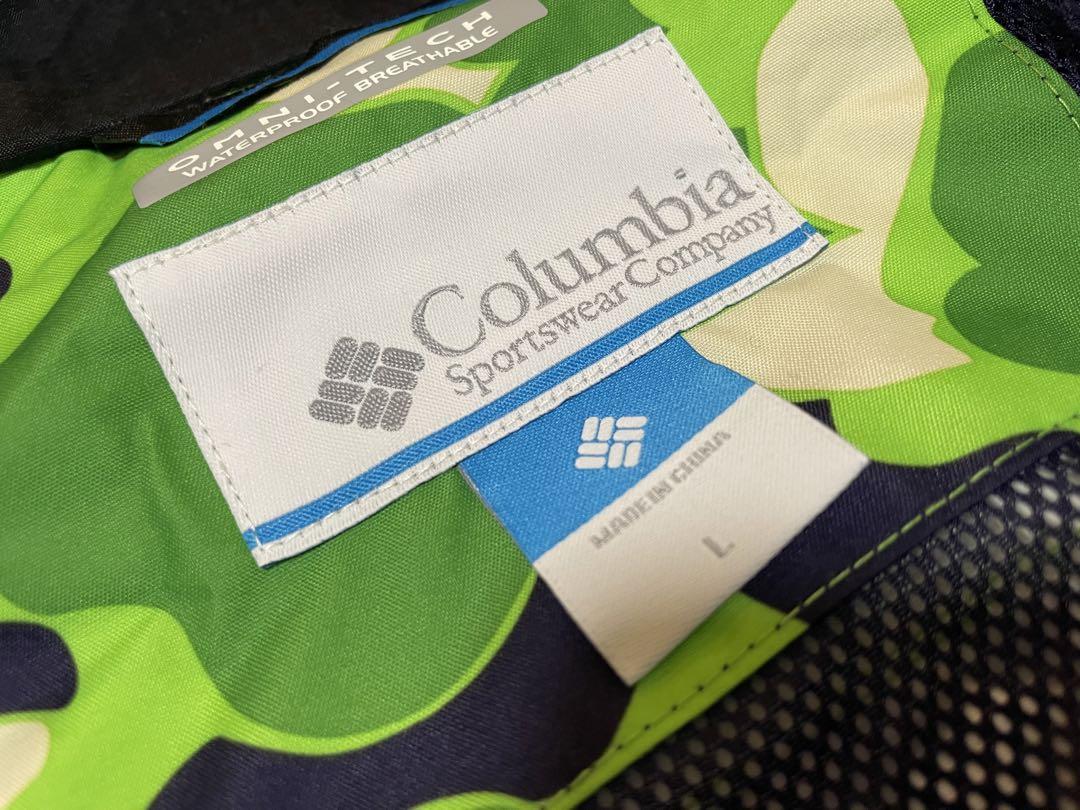 OMNI-TECH
WATERPROOF BREATHABLE
Columbia
Sportswear Company
MADE IN CHINA
L